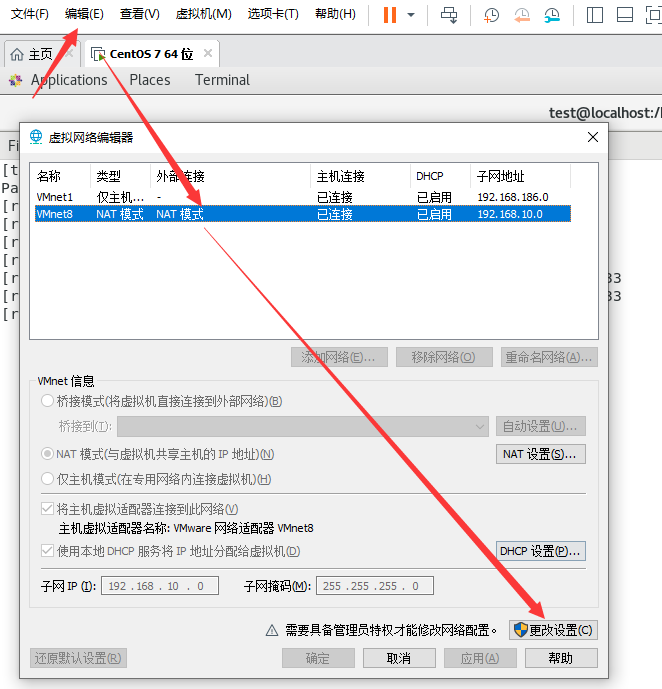 文件(F) 编辑(E) 查看(V) 虚拟机(M) 选项卡(T) 帮助(H)
主页 CentOS 7 64 位
Applications Places Terminal
test@localhost:/
Fi
虚拟网络编辑器
名称 类型 外部连接 主机连接 DHCP 子网地址
VMnet1 仅主机... - 已连接 已启用 192.168.186.0
VMnet8 NAT 模式 NAT 模式 已连接 已启用 192.168.10.0
[t
Pa
[r
[r
[r
[r
[r 33
[r 33
[r
添加网络(E)... 移除网络(O) 重命名网络(A)...
VMnet 信息
桥接模式(将虚拟机直接连接到外部网络)(B)
桥接到(T): 自动设置(U)...
NAT 模式(与虚拟机共享主机的 IP 地址)(N) NAT 设置(S)...
仅主机模式(在专用网络内连接虚拟机)(H)
将主机虚拟适配器连接到此网络(V)
主机虚拟适配器名称: VMware 网络适配器 VMnet8
使用本地 DHCP 服务将 IP 地址分配给虚拟机(D) DHCP 设置(P)...
子网 IP (I): 192 . 168 . 10 . 0 子网掩码(M): 255 . 255 . 255 . 0
需要具备管理员特权才能修改网络配置。 更改设置(C)
还原默认设置(R) 确定 取消 应用(A) 帮助